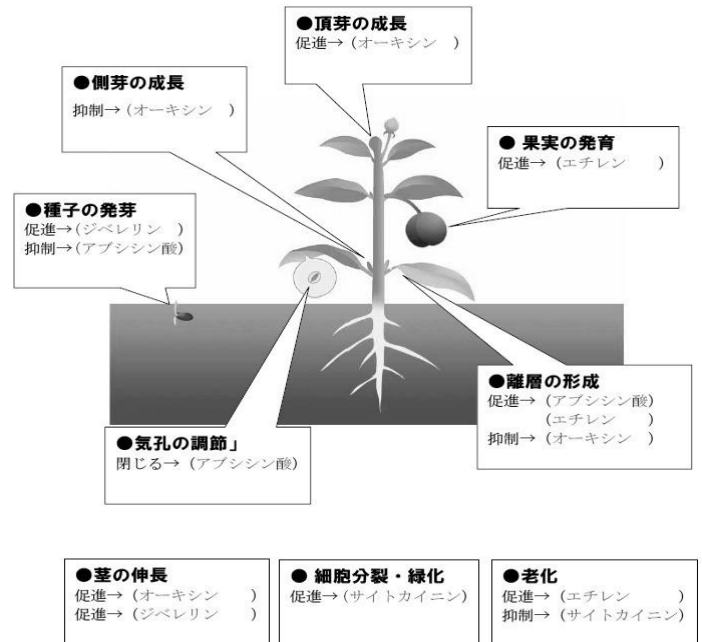 ●頂芽の成長
促進→（オーキシン　）
●側芽の成長
抑制→（オーキシン　）
● 果実の発育
促進→（エチレン　　）
●種子の発芽
促進→（ジベレリン　）
抑制→（アブシシン酸）
●離層の形成
促進→（アブシシン酸）
（エチレン　　）
抑制→（オーキシン　）
●気孔の調節」
閉じる→（アブシシン酸）
●茎の伸長
促進→（オーキシン　　）
促進→（ジベレリン　　）
● 細胞分裂・緑化
促進→（サイトカイニン）
●老化
促進→（エチレン　　　）
抑制→（サイトカイニン）